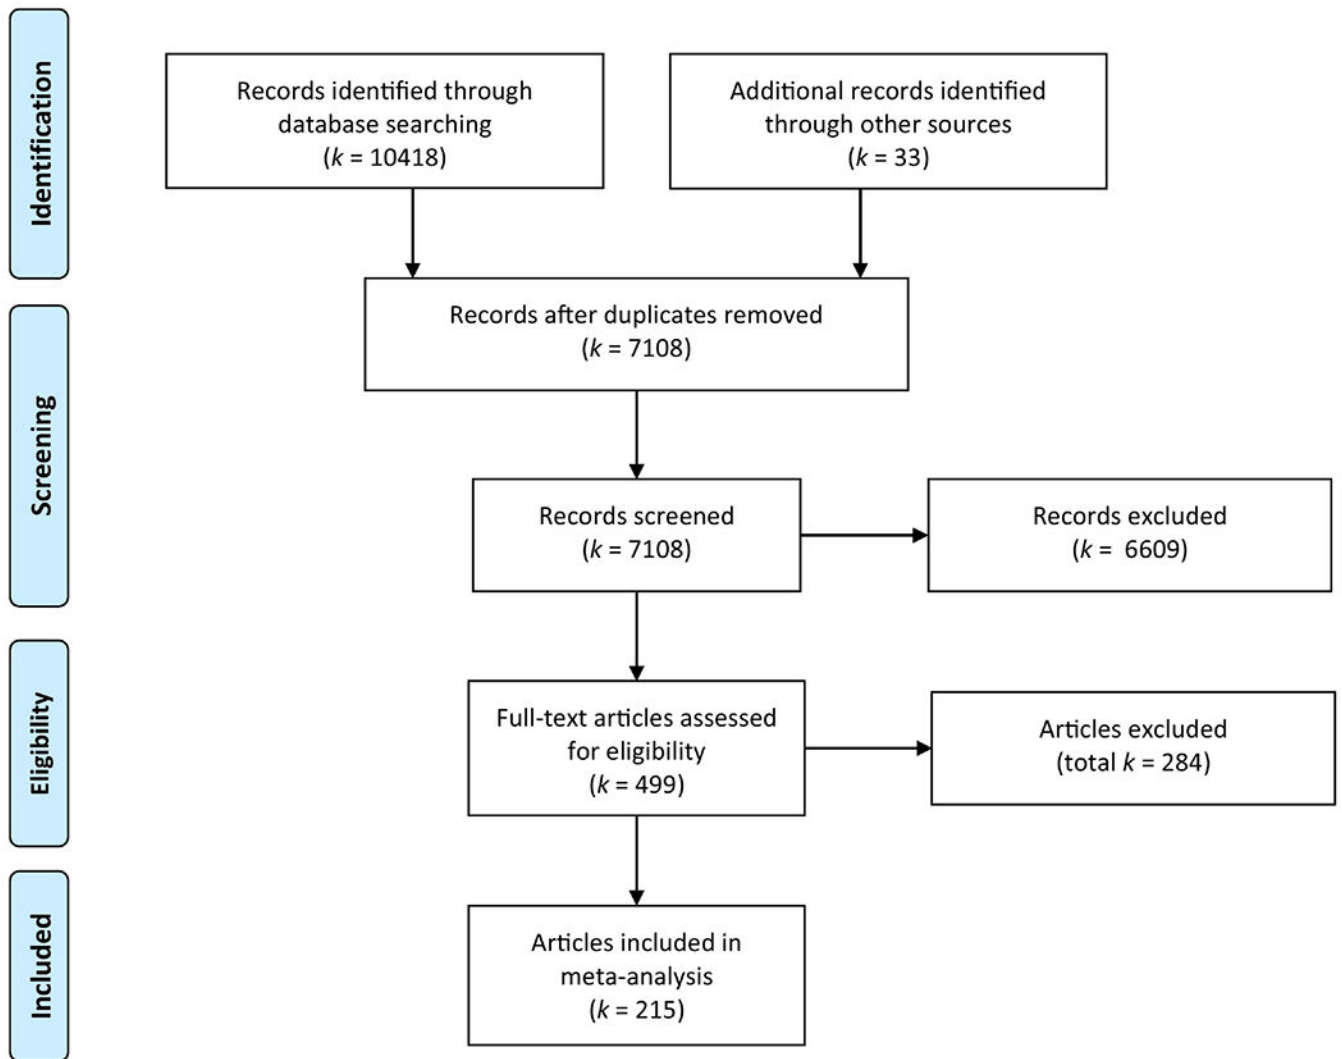 Identification
Records identified through
database searching
(k = 10418)
Additional records identified
through other sources
(k = 33)
Screening
Records after duplicates removed
(k = 7108)
Records screened
(k = 7108)
Records excluded
(k =  6609)
Eligibility
Full-text articles assessed
for eligibility
(k = 499)
Articles excluded
(total k = 284)
Included
Articles included in
meta-analysis
(k = 215)